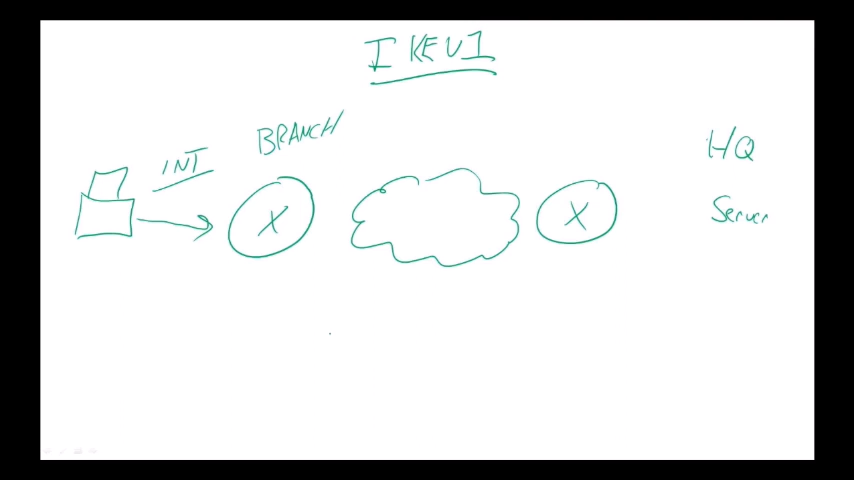 IKEV1
BRANCH
INT
X
X
HQ
Server